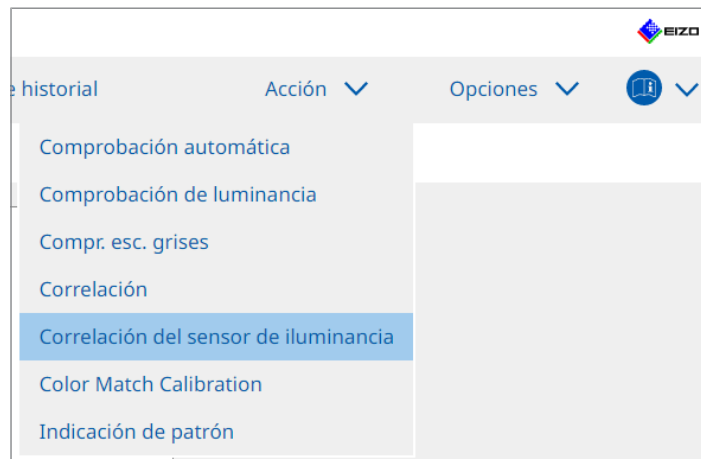 EIZO
e historial Acción Opciones
Comprobación automática
Comprobación de luminancia
Compr. esc. grises
Correlación
Correlación del sensor de iluminancia
Color Match Calibration
Indicación de patrón